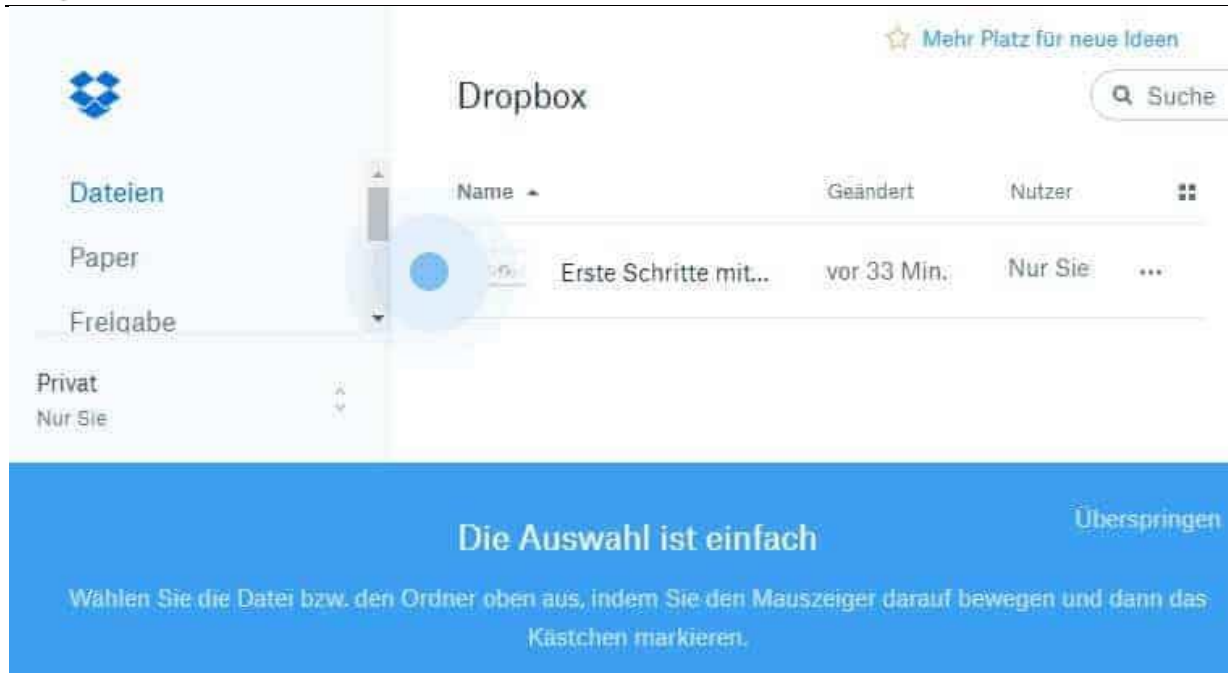 Mehr Platz für neue Ideen
Dropbox
Suche
Dateien
Paper
Freigabe
Privat
Nur Sie
Name
Geändert
Nutzer
Erste Schritte mit...
vor 33 Min.
Nur Sie
...
Die Auswahl ist einfach
Überspringen
Wählen Sie die Datei bzw. den Ordner oben aus, indem Sie den Mauszeiger darauf bewegen und dann das
Kästchen markieren.